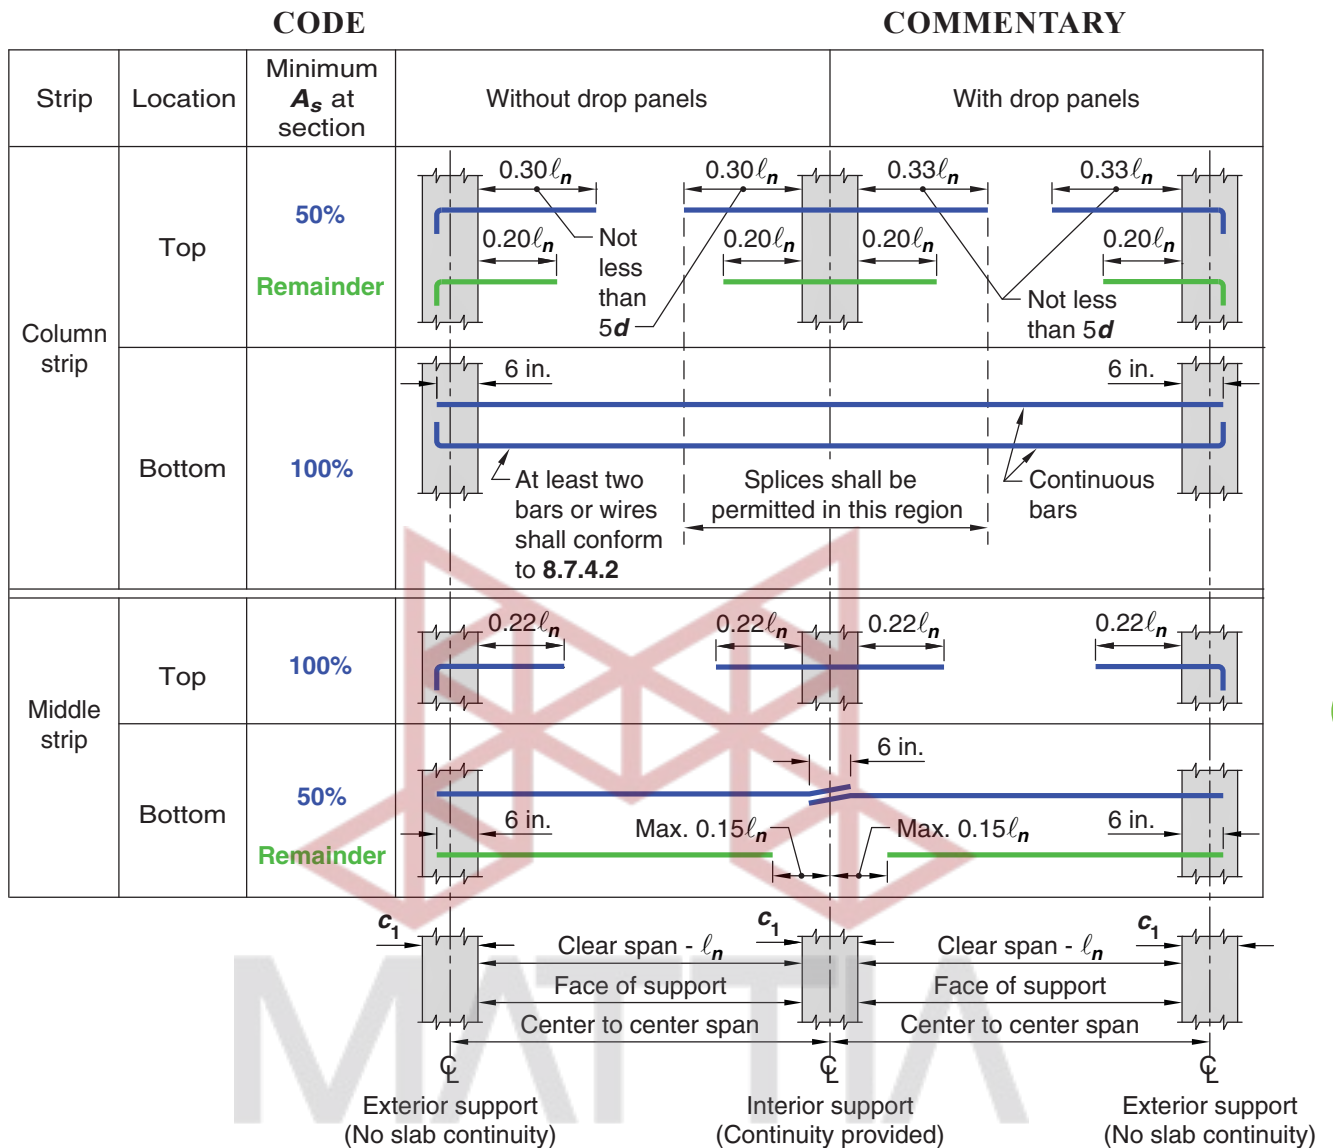 CODE
COMMENTARY
Strip
Location
Minimum
As at
section
Without drop panels
With drop panels
Column
strip
Top
50%
Remainder
0.30ℓn
0.30ℓn
0.33ℓn
0.33ℓn
0.20ℓn
0.20ℓn
0.20ℓn
0.20ℓn
Not
less
than
5d
Not less
than 5d
Bottom
100%
6 in.
6 in.
At least two
bars or wires
shall conform
to 8.7.4.2
Splices shall be
permitted in this region
Continuous
bars
Middle
strip
Top
100%
0.22ℓn
0.22ℓn
0.22ℓn
0.22ℓn
Bottom
50%
Remainder
6 in.
6 in.
Max. 0.15ℓn
Max. 0.15ℓn
6 in.
c1
c1
c1
Clear span - ℓn
Clear span - ℓn
Face of support
Face of support
Center to center span
Center to center span
℄
℄
℄
Exterior support
(No slab continuity)
Interior support
(Continuity provided)
Exterior support
(No slab continuity)
MATTIA